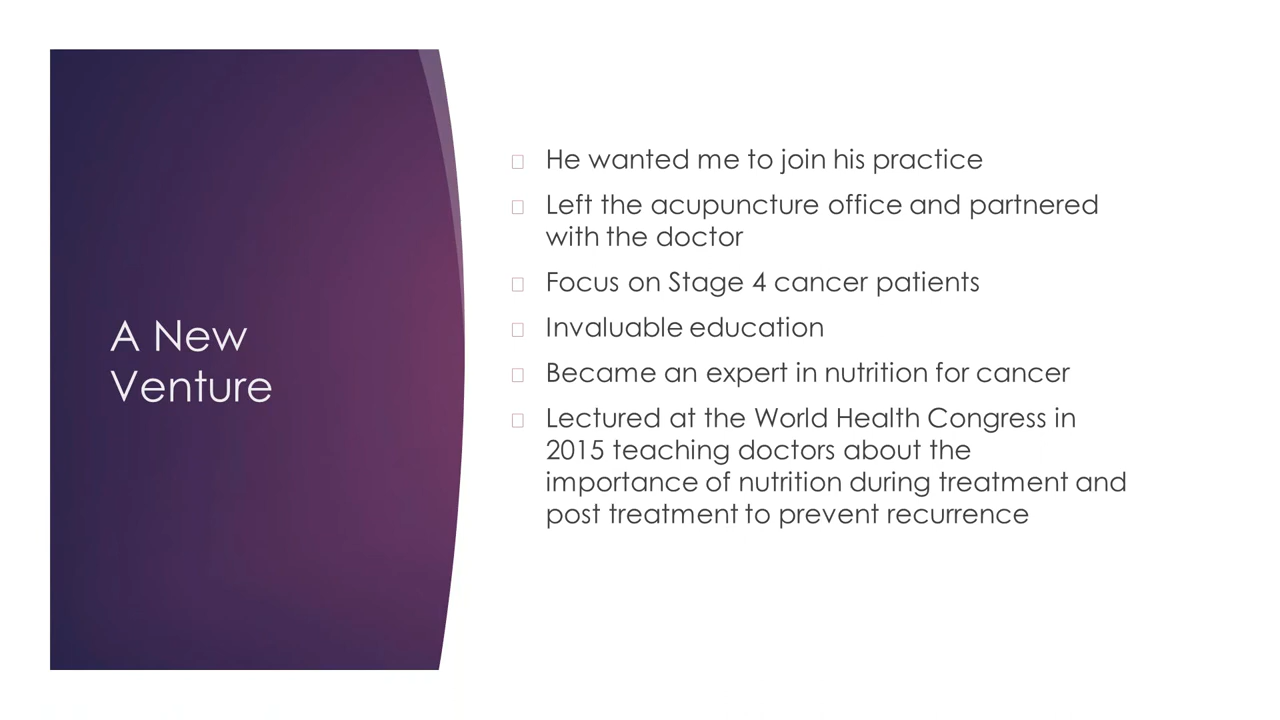 A New
Venture
He wanted me to join his practice
Left the acupuncture office and partnered
with the doctor
Focus on Stage 4 cancer patients
Invaluable education
Became an expert in nutrition for cancer
Lectured at the World Health Congress in
2015 teaching doctors about the
importance of nutrition during treatment and
post treatment to prevent recurrence